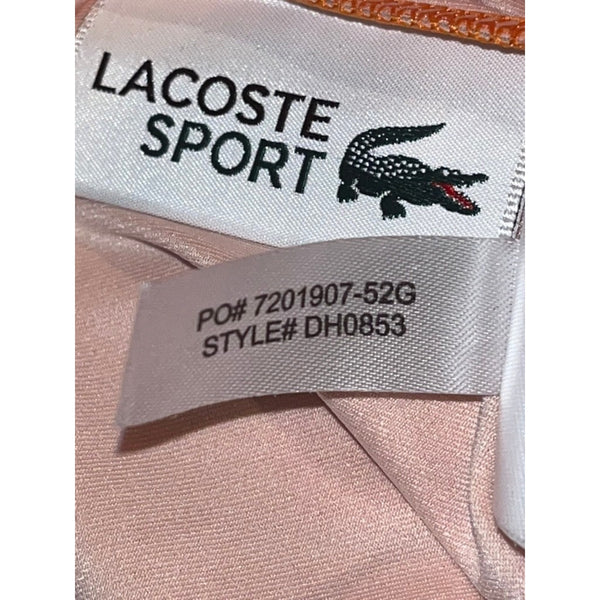 LACOSTE
SPORT
PO# 7201907-52G
STYLE# DH0853